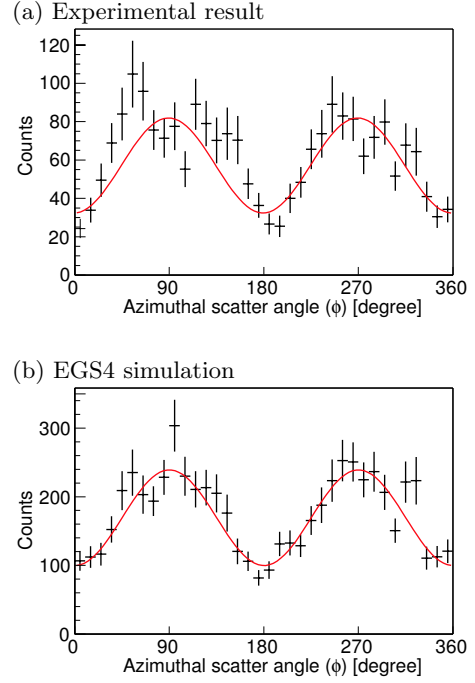 (a) Experimental result
120
100
80
60
40
20
0
Counts
0 90 180 270 360
Azimuthal scatter angle (ϕ) [degree]
(b) EGS4 simulation
300
200
100
0
Counts
0 90 180 270 360
Azimuthal scatter angle (ϕ) [degree]